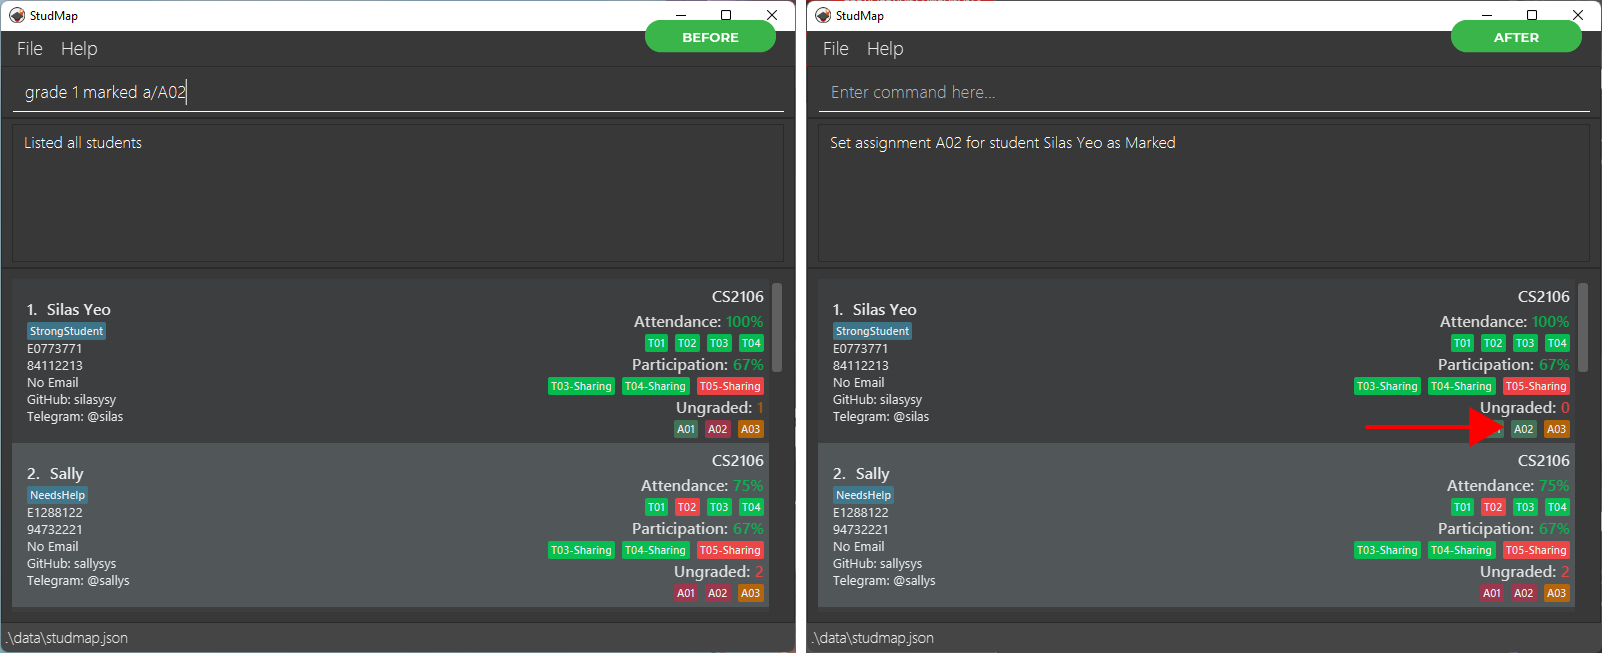 StudMap
BEFORE
File Help
grade 1 marked a/A02
Listed all students
1. Silas Yeo
StrongStudent
E0773771
84112213
No Email
GitHub: silasysy
Telegram: @silas
CS2106
Attendance: 100%
T01 T02 T03 T04
Participation: 67%
T03-Sharing T04-Sharing T05-Sharing
Ungraded: 1
A01 A02 A03
2. Sally
NeedsHelp
E1288122
94732221
No Email
GitHub: sallysys
Telegram: @sallys
CS2106
Attendance: 75%
T01 T02 T03 T04
Participation: 67%
T03-Sharing T04-Sharing T05-Sharing
Ungraded: 2
A01 A02 A03
.\data\studmap.json
StudMap
AFTER
File Help
Enter command here...
Set assignment A02 for student Silas Yeo as Marked
1. Silas Yeo
StrongStudent
E0773771
84112213
No Email
GitHub: silasysy
Telegram: @silas
CS2106
Attendance: 100%
T01 T02 T03 T04
Participation: 67%
T03-Sharing T04-Sharing T05-Sharing
Ungraded: 0
A02 A03
2. Sally
NeedsHelp
E1288122
94732221
No Email
GitHub: sallysys
Telegram: @sallys
CS2106
Attendance: 75%
T01 T02 T03 T04
Participation: 67%
T03-Sharing T04-Sharing T05-Sharing
Ungraded: 2
A01 A02 A03
.\data\studmap.json